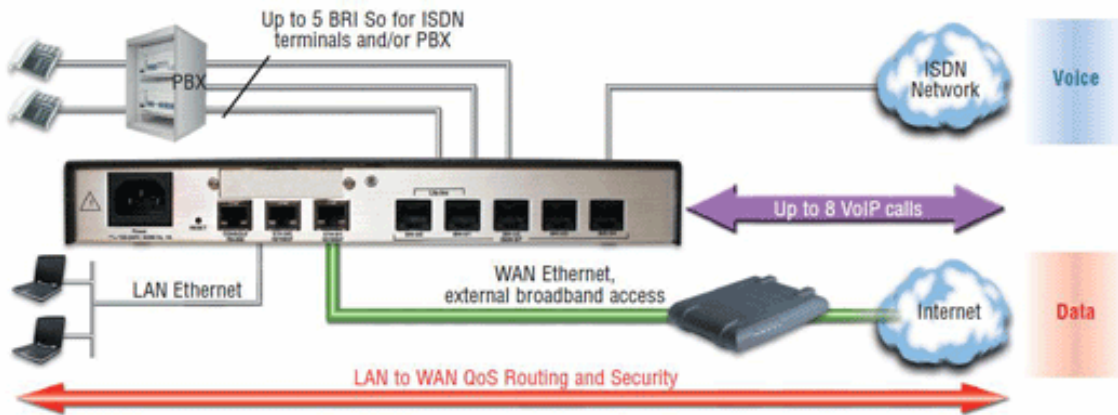 Up to 5 BRI So for ISDN
terminals and/or PBX
PBX
ISDN
Network
Voice
Up to 8 VoIP calls
LAN Ethernet
WAN Ethernet,
external broadband access
Internet
Data
LAN to WAN QoS Routing and Security